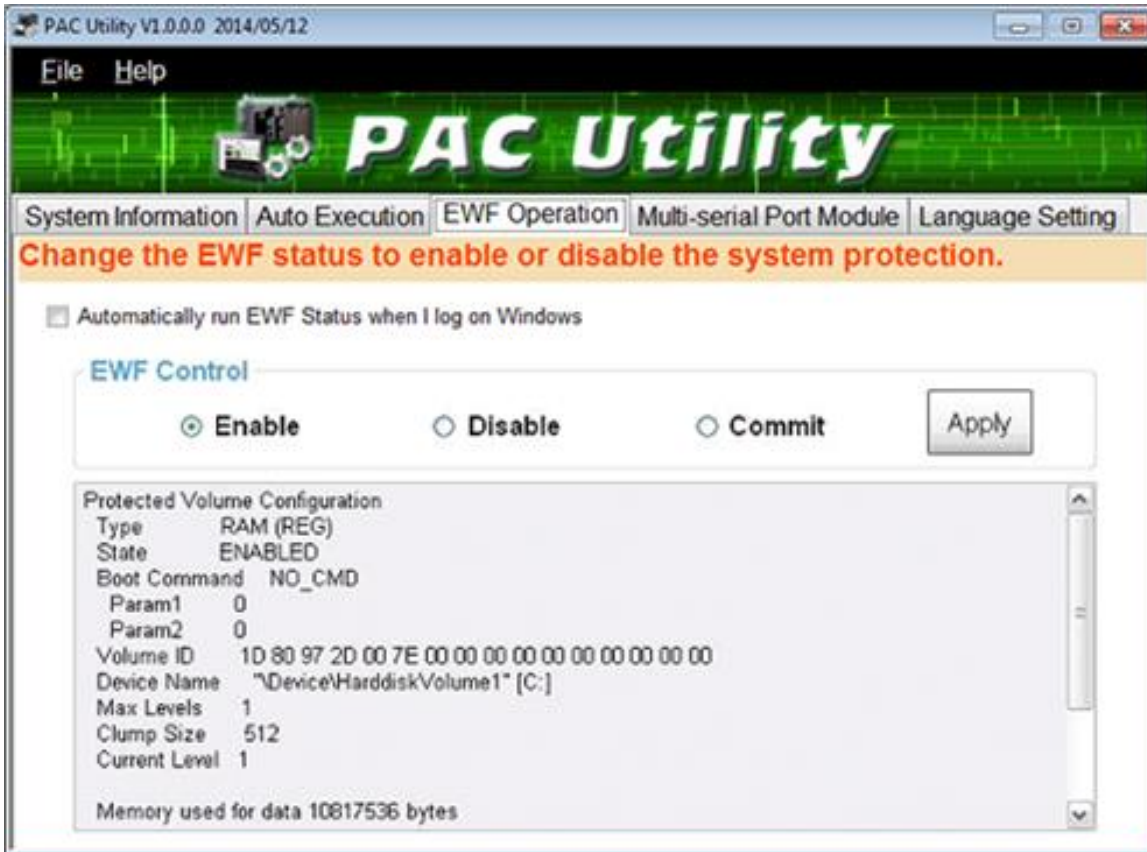 PAC Utility V1.0.0.0 2014/05/12
File Help
PAC Utility
System Information Auto Execution EWF Operation Multi-serial Port Module Language Setting
Change the EWF status to enable or disable the system protection.
Automatically run EWF Status when I log on Windows
EWF Control
Enable Disable Commit Apply
Protected Volume Configuration
Type RAM (REG)
State ENABLED
Boot Command NO_CMD
Param1 0
Param2 0
Volume ID 1D 80 97 2D 00 7E 00 00 00 00 00 00 00 00 00 00
Device Name "\Device\HarddiskVolume1" [C:]
Max Levels 1
Clump Size 512
Current Level 1
Memory used for data 10817536 bytes